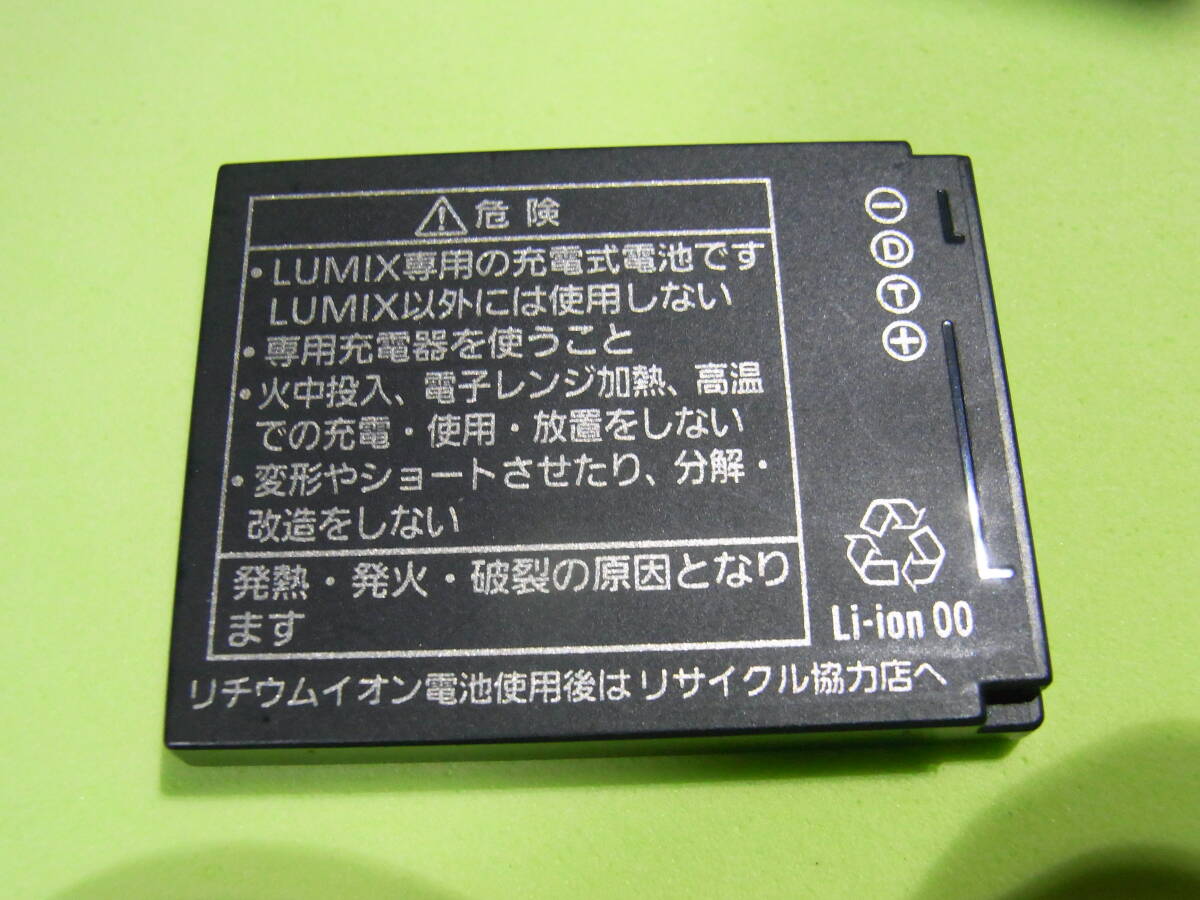 ⚠危険
・LUMIX専用の充電式電池です
LUMIX以外には使用しない
・専用充電器を使うこと
・火中投入、電子レンジ加熱、高温
での充電・使用・放置をしない
・変形やショートさせたり、分解・
改造をしない
発熱・発火・破裂の原因となり
ます
リチウムイオン電池使用後はリサイクル協力店へ
⊖
D
T
⊕
Li-ion 00